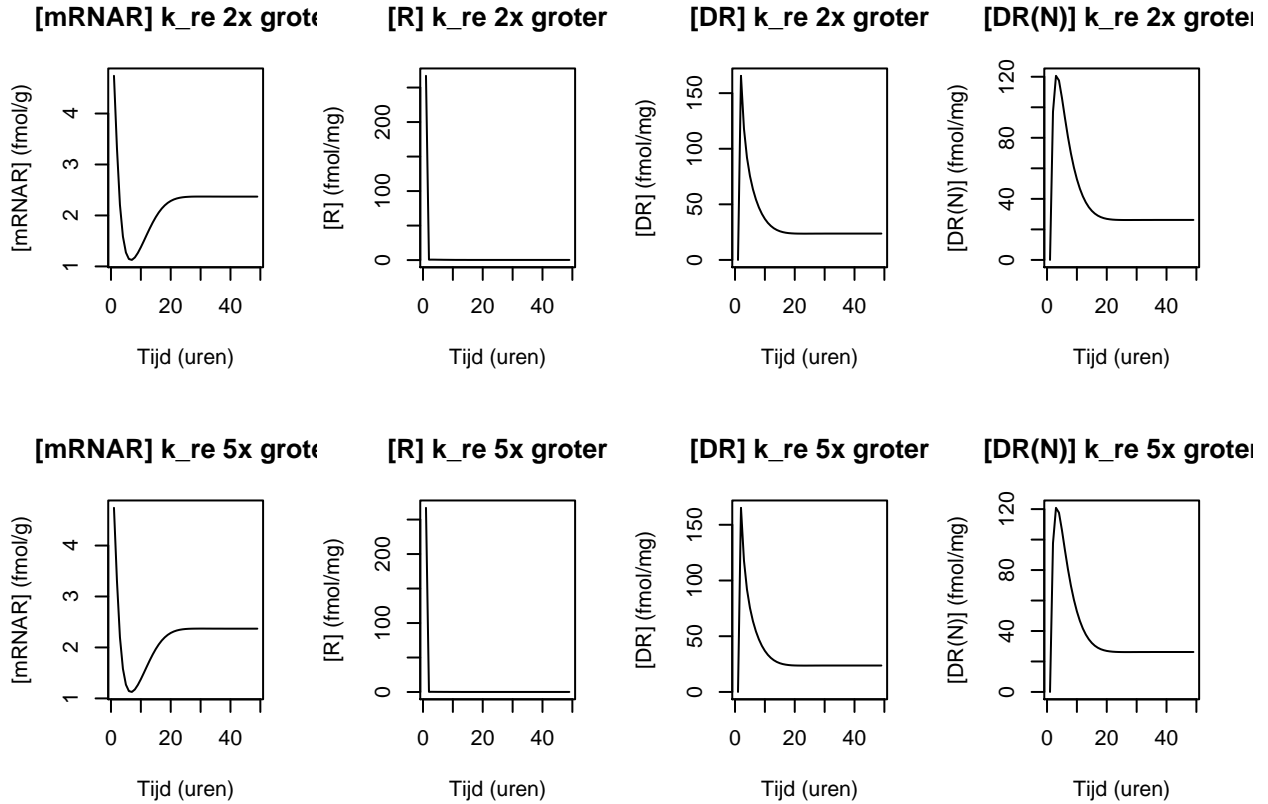 [mRNAR] k_re 2x grote
[R] k_re 2x groter
[DR] k_re 2x groter
[DR(N)] k_re 2x groter
[mRNAR] (fmol/g)
1
2
3
4
0 20 40
Tijd (uren)
[R] (fmol/mg)
0
100
200
0 20 40
Tijd (uren)
[DR] (fmol/mg)
0
50
100
150
0 20 40
Tijd (uren)
[DR(N)] (fmol/mg)
0
40
80
120
0 20 40
Tijd (uren)
[mRNAR] k_re 5x grote
[R] k_re 5x groter
[DR] k_re 5x groter
[DR(N)] k_re 5x groter
[mRNAR] (fmol/g)
1
2
3
4
0 20 40
Tijd (uren)
[R] (fmol/mg)
0
100
200
0 20 40
Tijd (uren)
[DR] (fmol/mg)
0
50
100
150
0 20 40
Tijd (uren)
[DR(N)] (fmol/mg)
0
40
80
120
0 20 40
Tijd (uren)